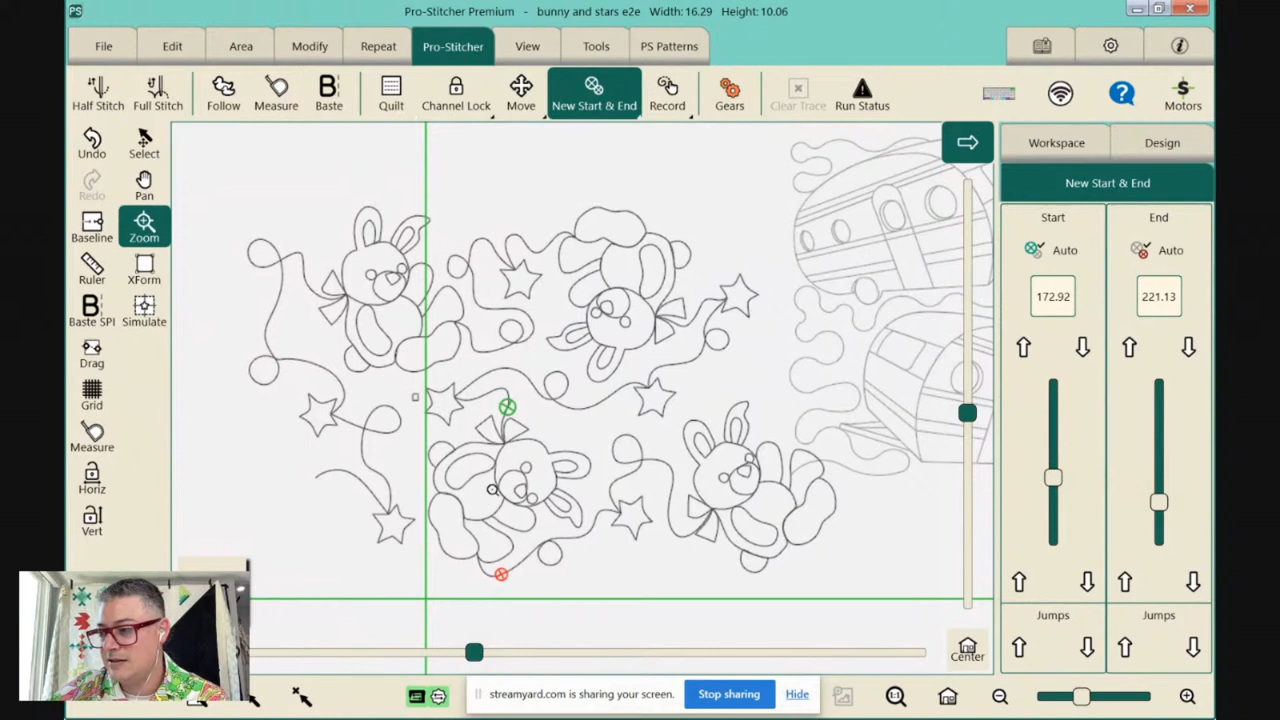 PS Pro-Stitcher Premium - bunny and stars e2e Width: 16.29 Height: 10.06
File Edit Area Modify Repeat Pro-Stitcher View Tools PS Patterns
Half Stitch Full Stitch Follow Measure Baste Quilt Channel Lock Move New Start & End Record Gears Clear Trace Run Status Motors
Undo Select
Redo Pan
Baseline Zoom
Ruler XForm
B
Baste SPI Simulate
Drag
Grid
Measure
Horiz
Vert
Workspace Design
New Start & End
Start End
Auto Auto
172.92 221.13
Jumps Jumps
Center
streamyard.com is sharing your screen. Stop sharing Hide